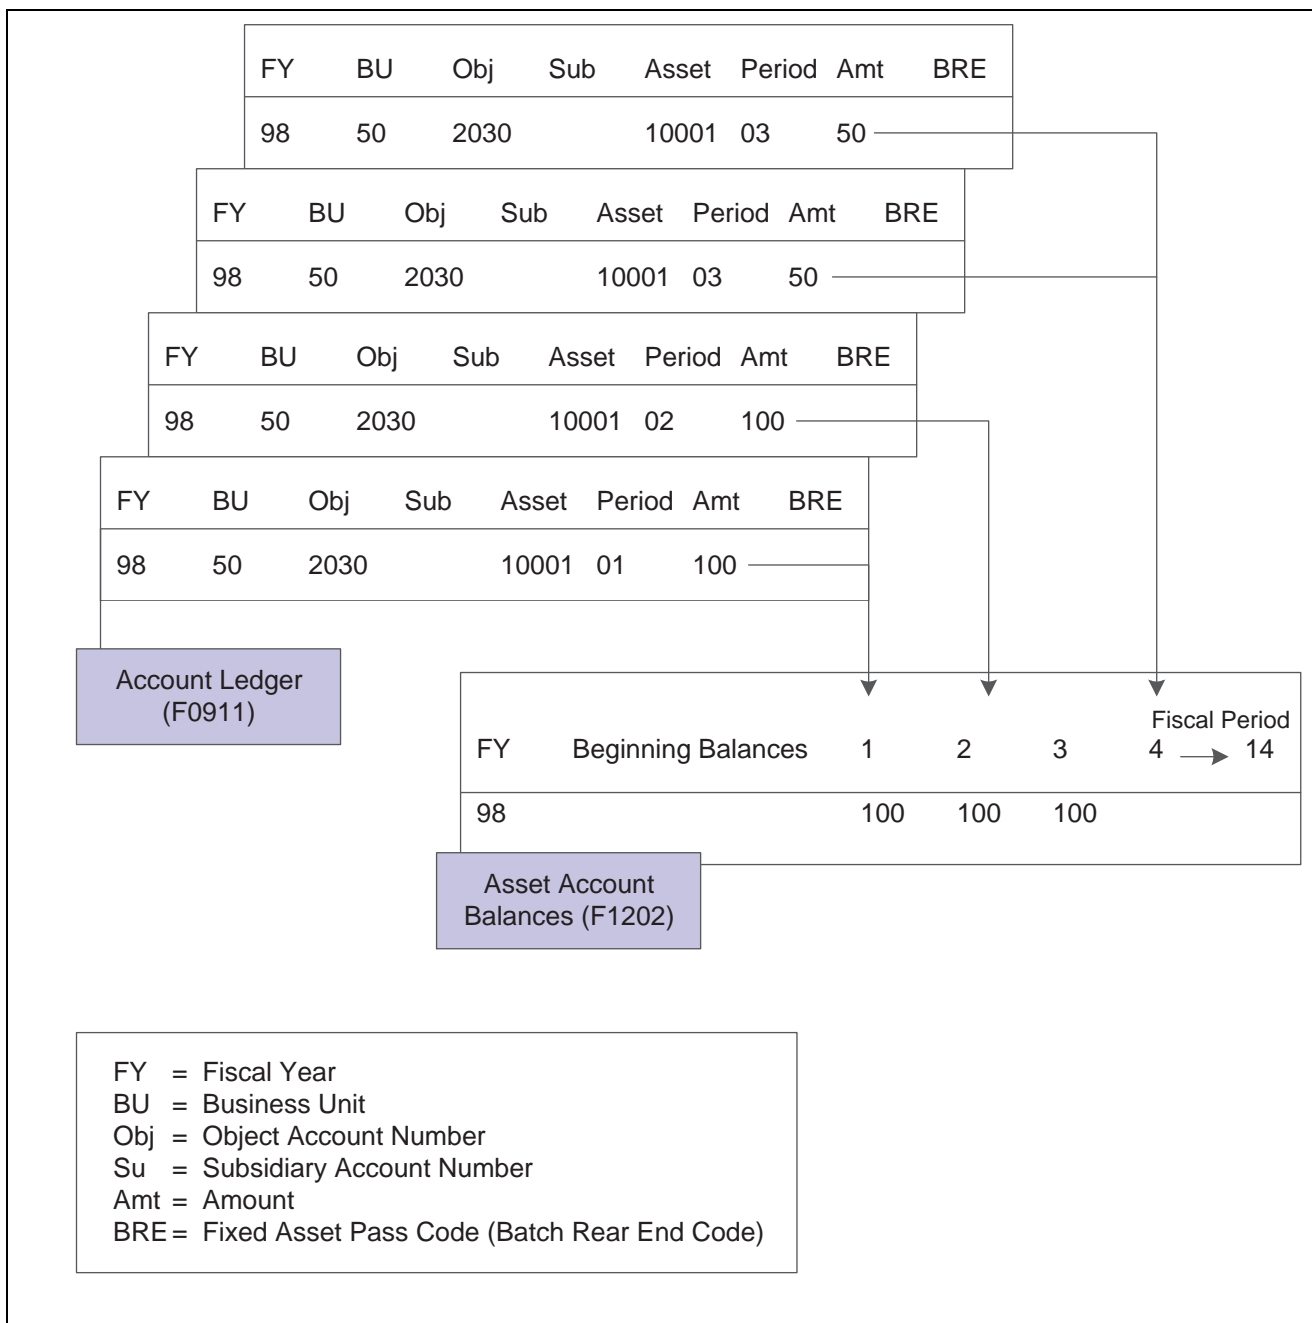 FY BU Obj Sub Asset Period Amt BRE
98 50 2030 10001 03 50
FY BU Obj Sub Asset Period Amt BRE
98 50 2030 10001 03 50
FY BU Obj Sub Asset Period Amt BRE
98 50 2030 10001 02 100
FY BU Obj Sub Asset Period Amt BRE
98 50 2030 10001 01 100
Account Ledger
(F0911)
Fiscal Period
FY Beginning Balances 1 2 3 4 14
98 100 100 100
Asset Account
Balances (F1202)
FY = Fiscal Year
BU = Business Unit
Obj = Object Account Number
Su = Subsidiary Account Number
Amt = Amount
BRE = Fixed Asset Pass Code (Batch Rear End Code)